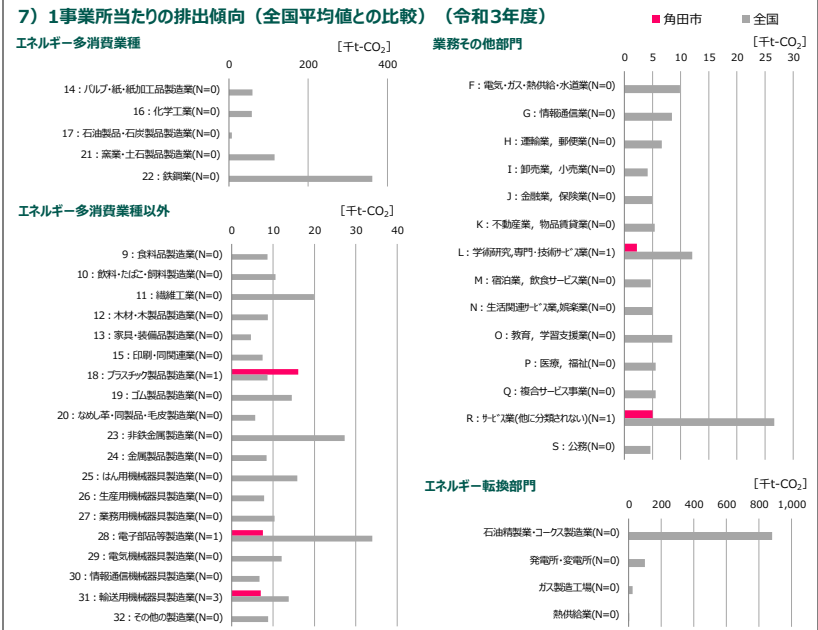 7）1事業所当たりの排出傾向（全国平均値との比較）（令和3年度）
■ 角田市 ■ 全国
エネルギー多消費業種
[千t-CO₂]
0 200 400
14：パルプ・紙・紙加工品製造業(N=0)
16：化学工業(N=0)
17：石油製品・石炭製品製造業(N=0)
21：窯業・土石製品製造業(N=0)
22：鉄鋼業(N=0)
エネルギー多消費業種以外
[千t-CO₂]
0 10 20 30 40
9：食料品製造業(N=0)
10：飲料・たばこ・飼料製造業(N=0)
11：繊維工業(N=0)
12：木材・木製品製造業(N=0)
13：家具・装備品製造業(N=0)
15：印刷・同関連業(N=0)
18：プラスチック製品製造業(N=1)
19：ゴム製品製造業(N=0)
20：なめし革・同製品・毛皮製造業(N=0)
23：非鉄金属製造業(N=0)
24：金属製品製造業(N=0)
25：はん用機械器具製造業(N=0)
26：生産用機械器具製造業(N=0)
27：業務用機械器具製造業(N=0)
28：電子部品等製造業(N=1)
29：電気機械器具製造業(N=0)
30：情報通信機械器具製造業(N=0)
31：輸送用機械器具製造業(N=3)
32：その他の製造業(N=0)
業務その他部門
[千t-CO₂]
0 5 10 15 20 25 30
F：電気・ガス・熱供給・水道業(N=0)
G：情報通信業(N=0)
H：運輸業，郵便業(N=0)
I：卸売業，小売業(N=0)
J：金融業，保険業(N=0)
K：不動産業，物品賃貸業(N=0)
L：学術研究,専門・技術ｻｰﾋﾞｽ業(N=1)
M：宿泊業，飲食サービス業(N=0)
N：生活関連ｻｰﾋﾞｽ業,娯楽業(N=0)
O：教育，学習支援業(N=0)
P：医療，福祉(N=0)
Q：複合サービス事業(N=0)
R：ｻｰﾋﾞｽ業(他に分類されない)(N=1)
S：公務(N=0)
エネルギー転換部門
[千t-CO₂]
0 200 400 600 800 1,000
石油精製業・コークス製造業(N=0)
発電所・変電所(N=0)
ガス製造工場(N=0)
熱供給業(N=0)